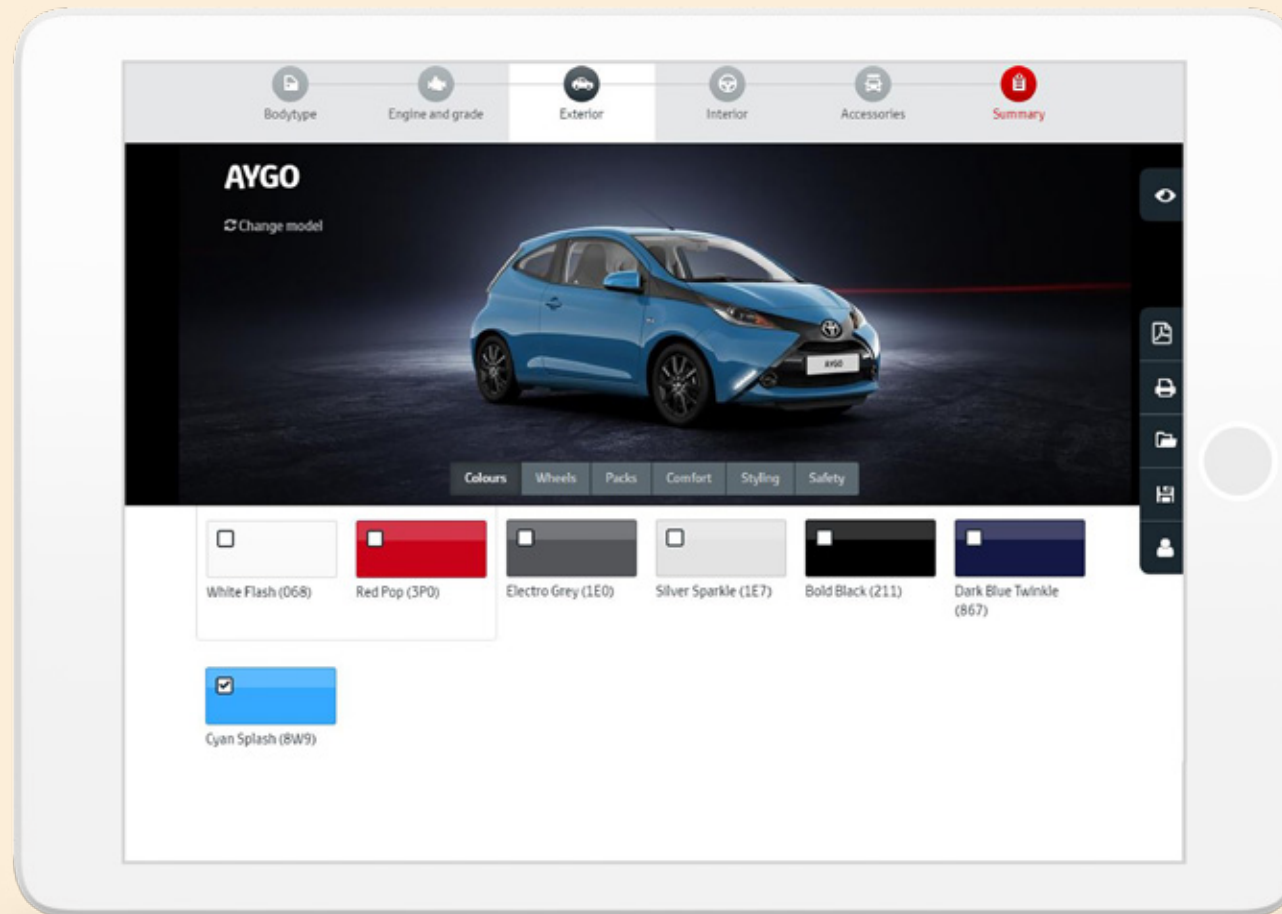 Bodytype
Engine and grade
Exterior
Interior
Accessories
Summary
AYGO
Change model
AYGO
Colours
Wheels
Packs
Comfort
Styling
Safety
White Flash (068)
Red Pop (3P0)
Electro Grey (1E0)
Silver Sparkle (1E7)
Bold Black (211)
Dark Blue Twinkle
(867)
Cyan Splash (8W9)